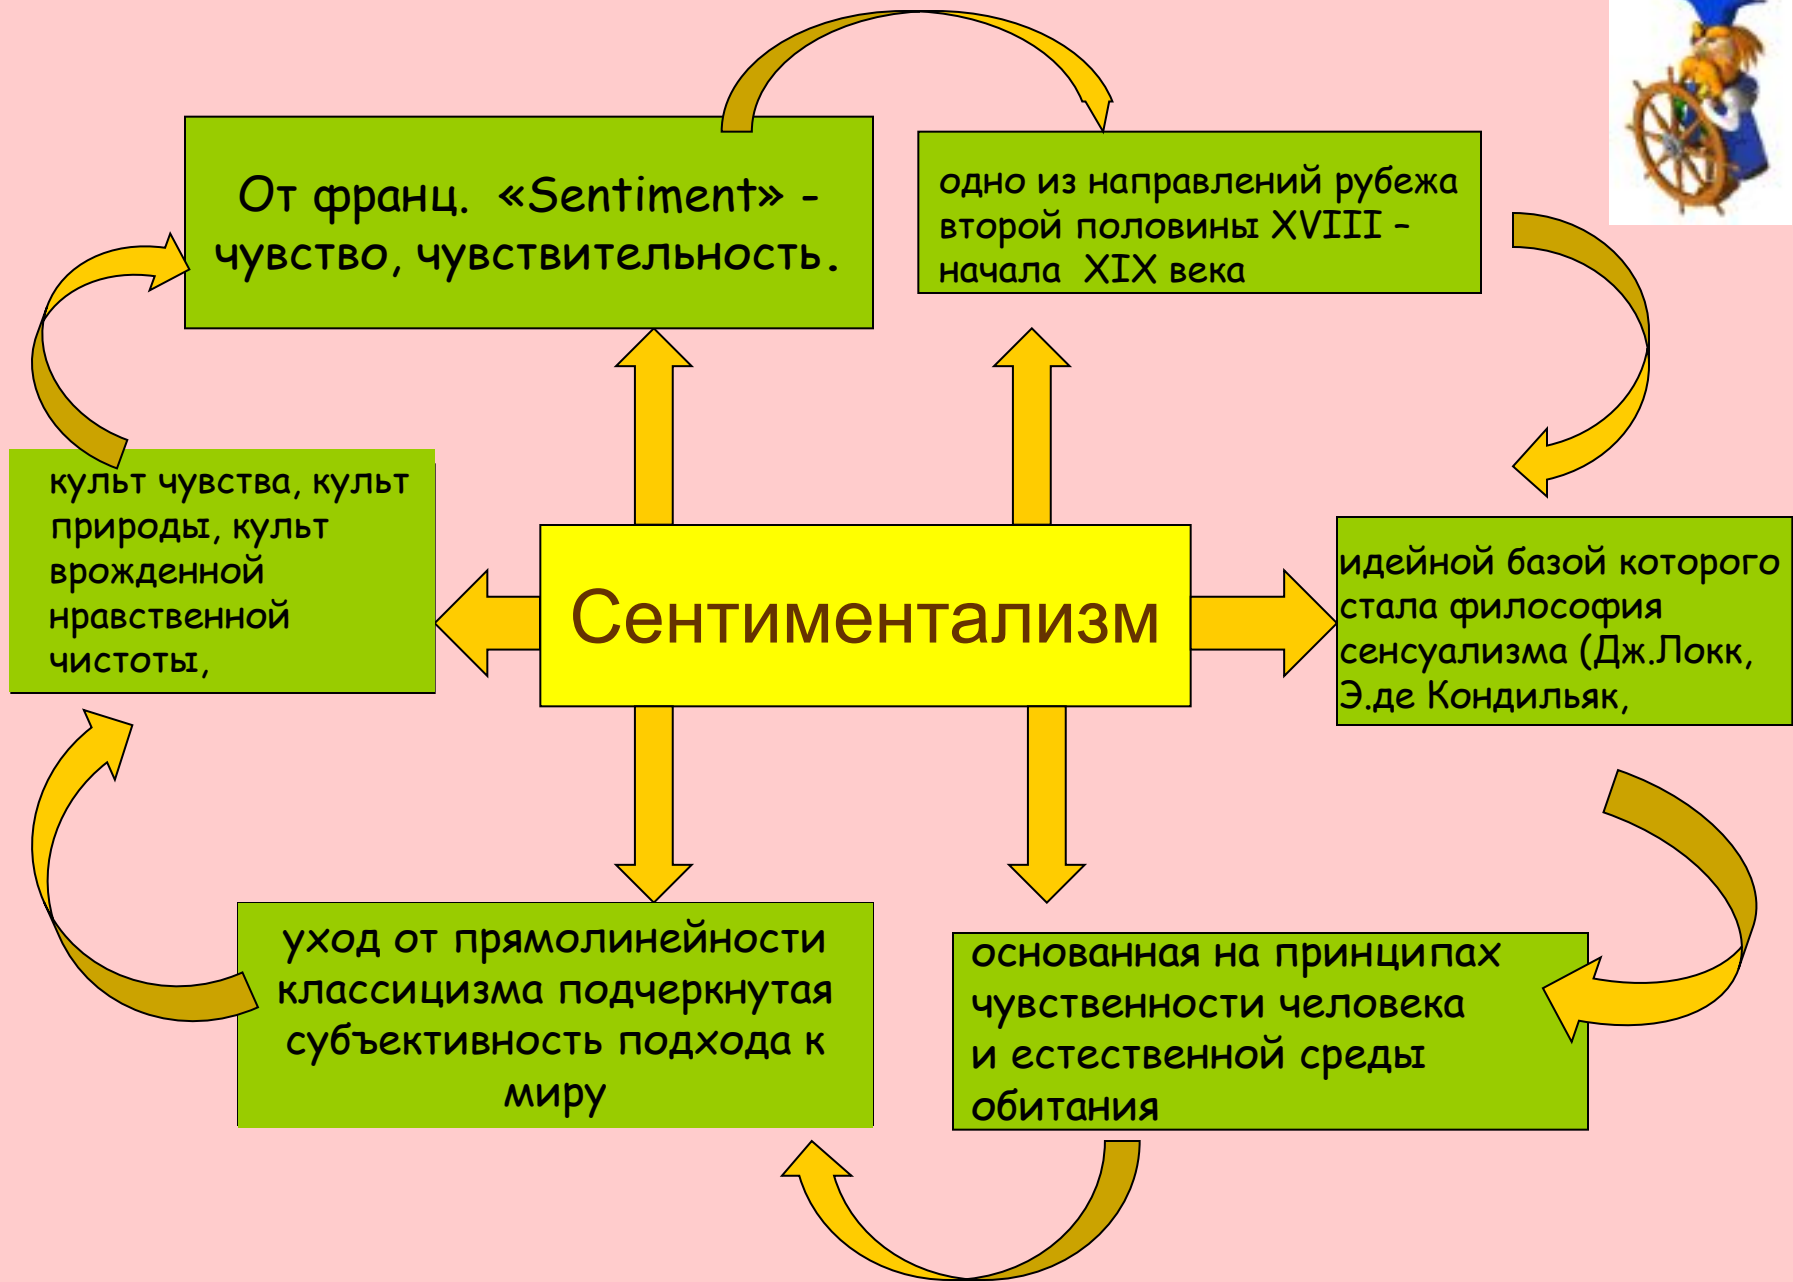 От франц. «Sentiment» -
чувство, чувствительность.
одно из направлений рубежа
второй половины XVIII –
начала XIX века
идейной базой которого
стала философия
сенсуализма (Дж.Локк,
Э.де Кондильяк,
основанная на принципах
чувственности человека
и естественной среды
обитания
уход от прямолинейности
классицизма подчеркнутая
субъективность подхода к
миру
культ чувства, культ
природы, культ
врожденной
нравственной
чистоты,
Сентиментализм